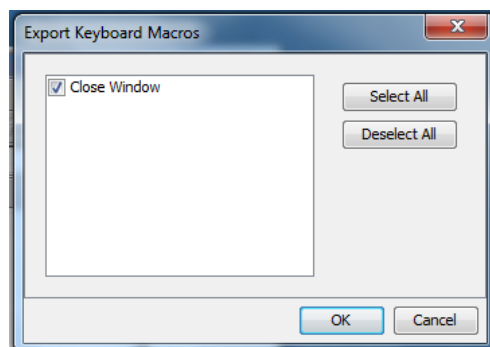 Export Keyboard Macros
Close Window
Select All
Deselect All
OK
Cancel